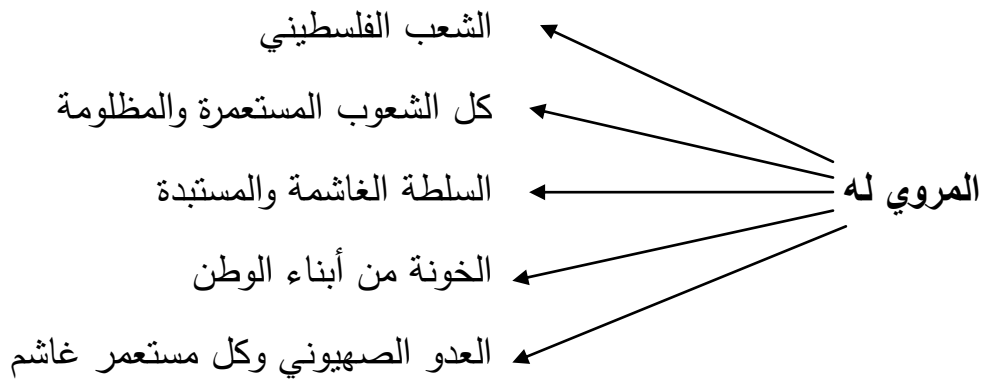 الشعب الفلسطيني
كل الشعوب المستعمرة والمظلومة
المروي له
السلطة الغاشمة والمستبدة
الخونة من أبناء الوطن
العدو الصهيوني وكل مستعمر غاشم